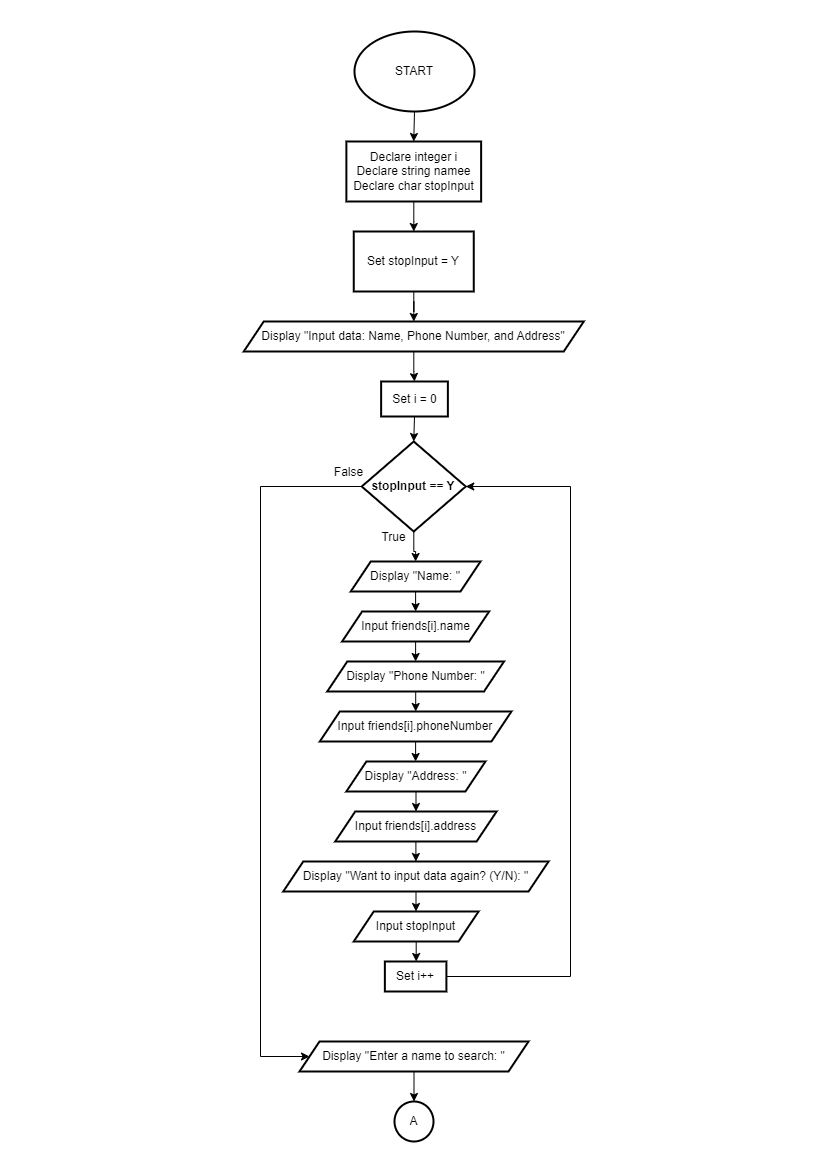 START
Declare integer i
Declare string namee
Declare char stopInput
Set stopInput = Y
Display "Input data: Name, Phone Number, and Address"
Set i = 0
False
stopInput == Y
True
Display "Name: "
Input friends[i].name
Display "Phone Number: "
Input friends[i].phoneNumber
Display "Address: "
Input friends[i].address
Display "Want to input data again? (Y/N): "
Input stopInput
Set i++
Display "Enter a name to search: "
A